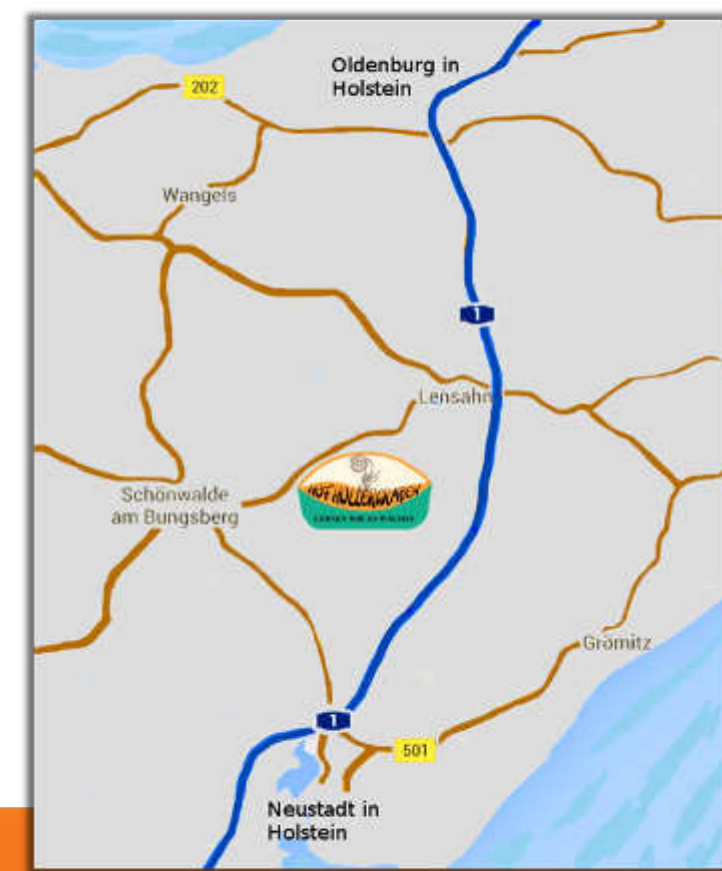 Oldenburg in
Holstein
202
Wangels
1
Lensahn
Schönwalde
am Bungsberg
Grömitz
1
501
Neustadt in
Holstein